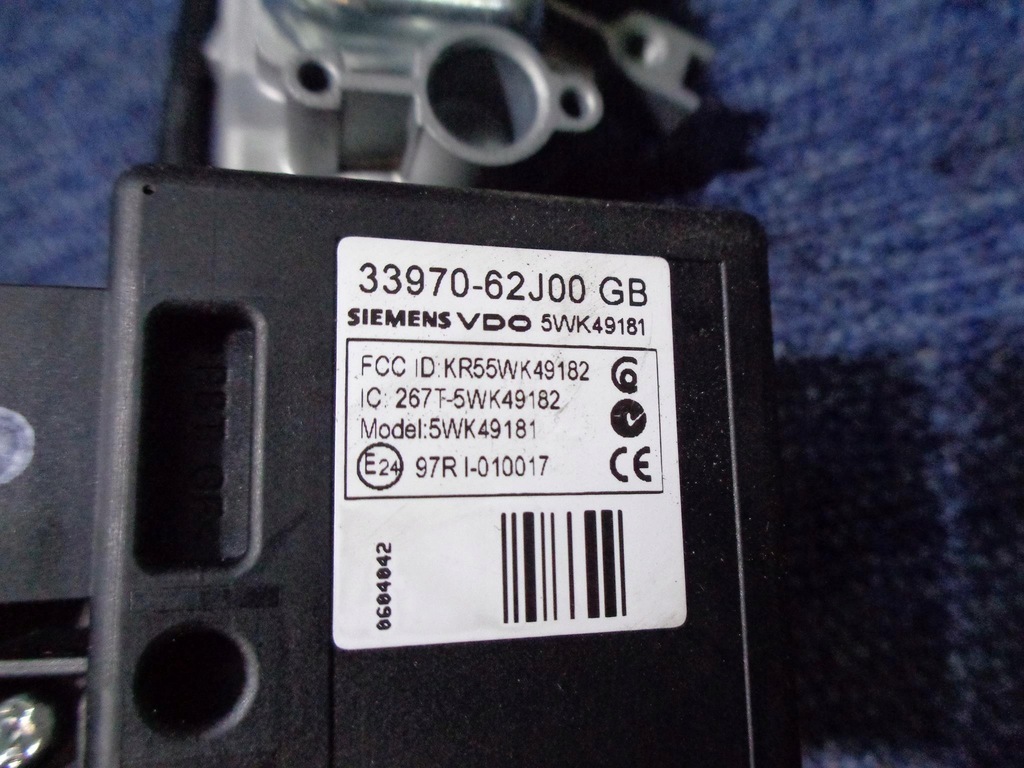 33970-62J00 GB
SIEMENS VDO 5WK49181
FCC ID:KR55WK49182
IC: 267T-5WK49182
Model:5WK49181
E24 97R I-010017
CE
0604042